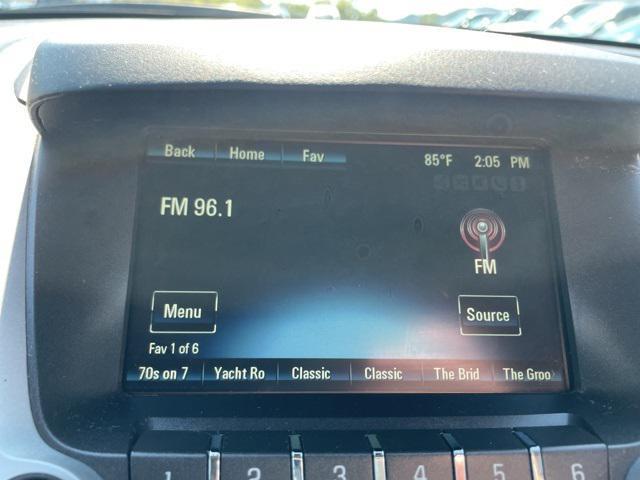 Back Home Fav 85°F 2:05 PM
FM 96.1
FM
Menu Source
Fav 1 of 6
70s on 7 Yacht Ro Classic Classic The Brid The Groo
1 2 3 4 5 6